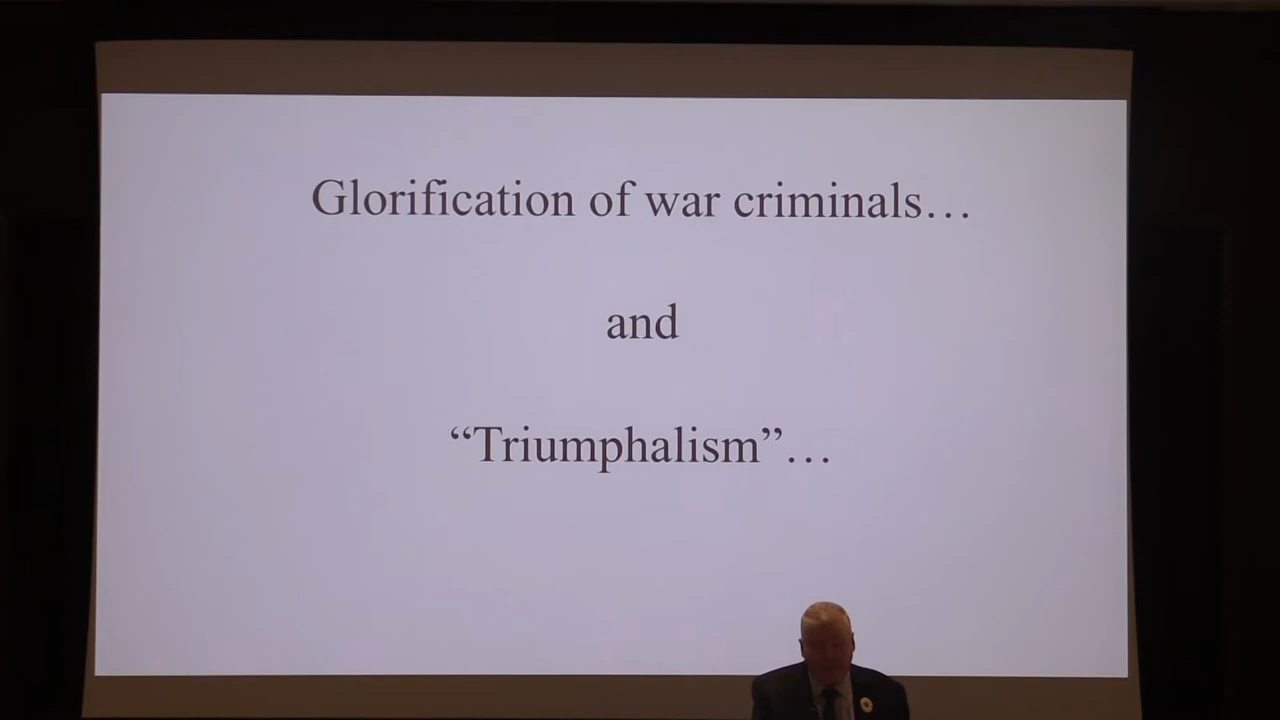 Glorification of war criminals…
and
“Triumphalism”…